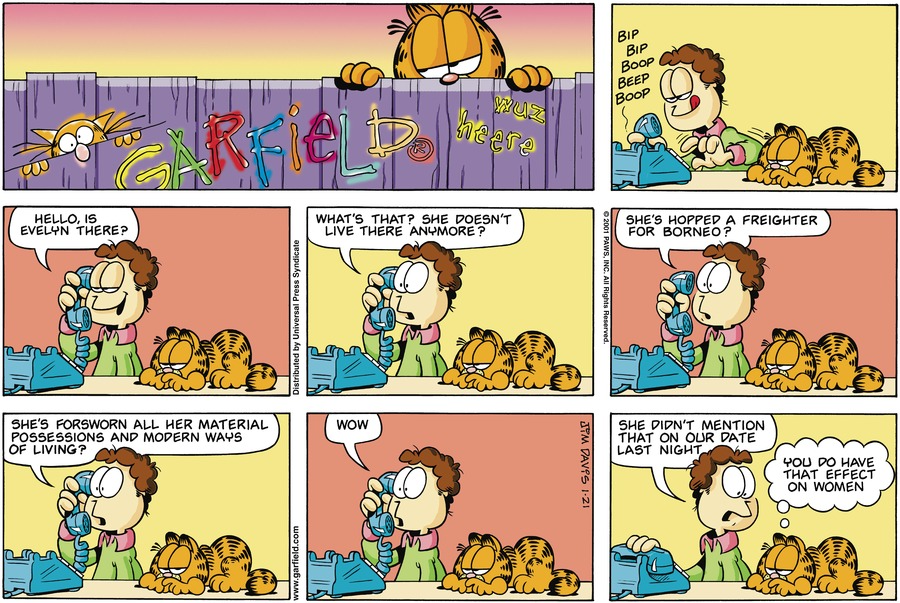 GARFIELD®
wuz
heere
BIP
BIP
BOOP
BEEP
BOOP
HELLO, IS
EVELYN THERE?
Distributed by Universal Press Syndicate
WHAT'S THAT? SHE DOESN'T
LIVE THERE ANYMORE?
© 2001 PAWS, INC. All Rights Reserved.
SHE'S HOPPED A FREIGHTER
FOR BORNEO?
SHE'S FORSWORN ALL HER MATERIAL
POSSESSIONS AND MODERN WAYS
OF LIVING?
www.garfield.com
WOW
JIM DAVIS 1·21
SHE DIDN'T MENTION
THAT ON OUR DATE
LAST NIGHT
YOU DO HAVE
THAT EFFECT
ON WOMEN